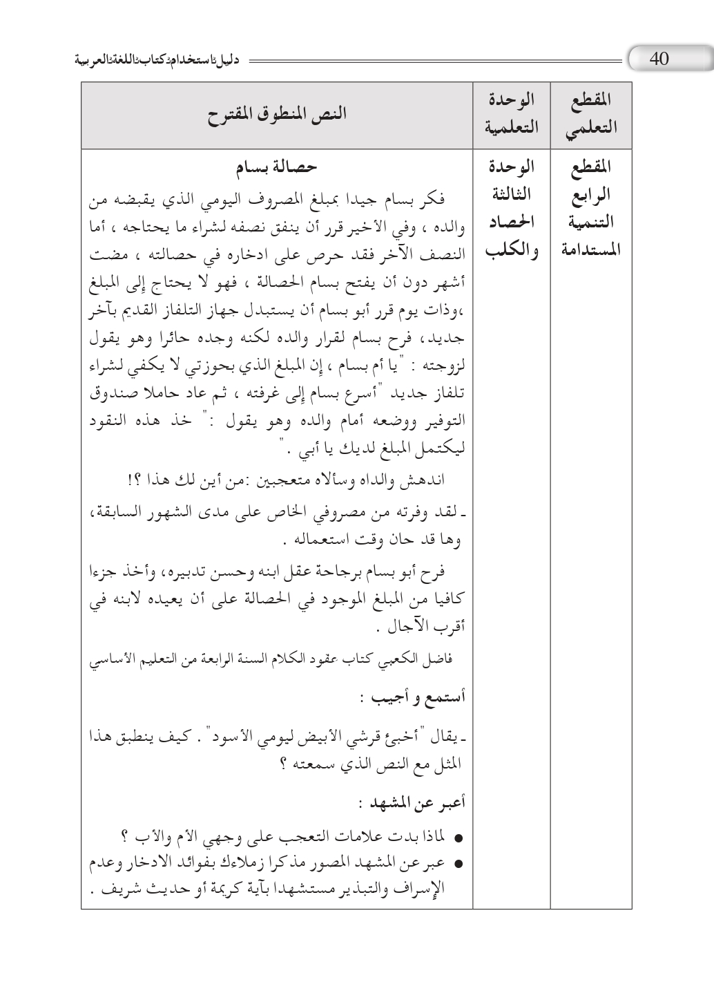 40
دليل استخدام كتاب اللغة العربية
المقطع
التعلمي
الوحدة
التعلمية
النص المنطوق المقترح
المقطع
الرابع
التنمية
المستدامة
الوحدة
الثالثة
الحصاد
والكلب
حصالة بسام
فكر بسام جيدا بمبلغ المصروف اليومي الذي يقبضه من
والده ، وفي الأخير قرر أن ينفق نصفه لشراء ما يحتاجه ، أما
النصف الآخر فقد حرص على ادخاره في حصالته ، مضت
أشهر دون أن يفتح بسام الحصالة ، فهو لا يحتاج إلى المبلغ
،وذات يوم قرر أبو بسام أن يستبدل جهاز التلفاز القديم بآخر
جديد، فرح بسام لقرار والده لكنه وجده حائرا وهو يقول
لزوجته : "يا أم بسام ، إن المبلغ الذي بحوزتي لا يكفي لشراء
تلفاز جديد "أسرع بسام إلى غرفته ، ثم عاد حاملا صندوق
التوفير ووضعه أمام والده وهو يقول :" خذ هذه النقود
ليكتمل المبلغ لديك يا أبي ."
اندهش والداه وسألاه متعجبين :من أين لك هذا ؟!
ـ لقد وفرته من مصروفي الخاص على مدى الشهور السابقة،
وها قد حان وقت استعماله .
فرح أبو بسام برجاحة عقل ابنه وحسن تدبيره، وأخذ جزءا
كافيا من المبلغ الموجود في الحصالة على أن يعيده لابنه في
أقرب الآجال .
فاضل الكعبي كتاب عقود الكلام السنة الرابعة من التعليم الأساسي
أستمع و أجيب :
ـ يقال "أخبئ قرشي الأبيض ليومي الأسود" . كيف ينطبق هذا
المثل مع النص الذي سمعته ؟
أعبر عن المشهد :
● لماذا بدت علامات التعجب على وجهي الأم والأب ؟
● عبر عن المشهد المصور مذكرا زملاءك بفوائد الادخار وعدم
الإسراف والتبذير مستشهدا بآية كريمة أو حديث شريف .